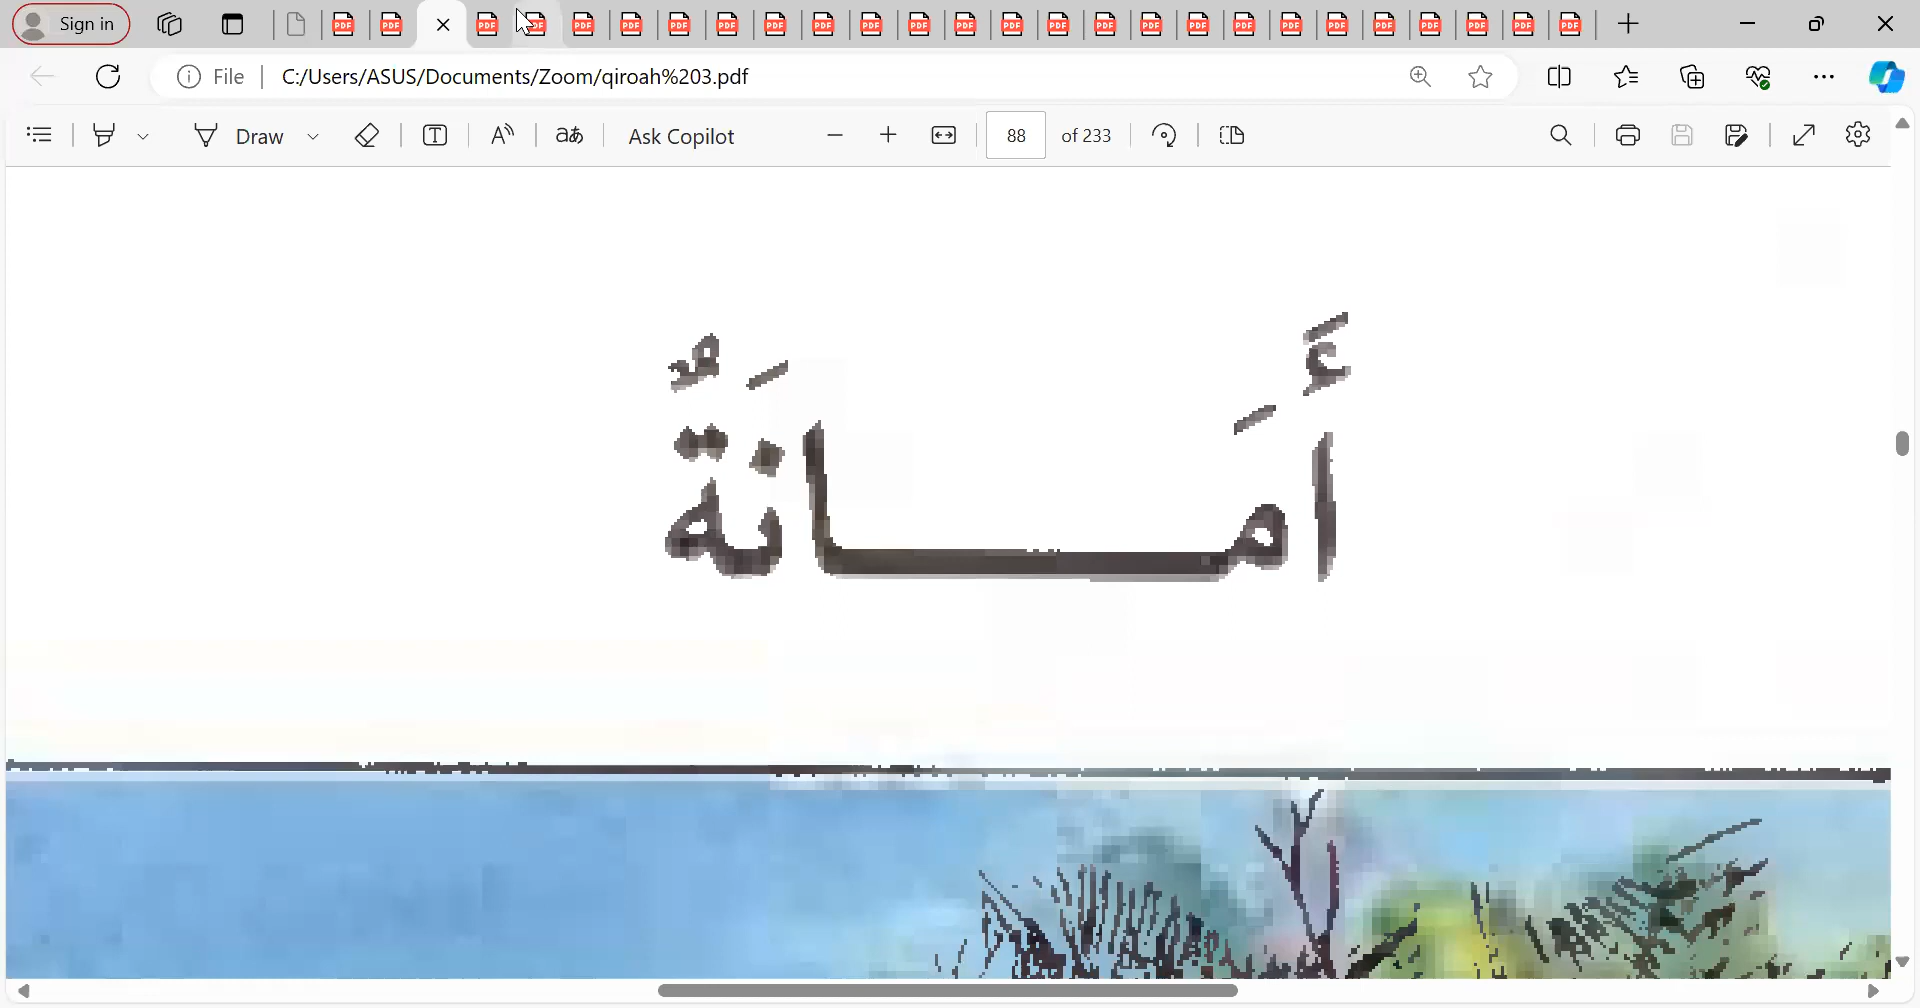 Sign in
File
C:/Users/ASUS/Documents/Zoom/qiroah%203.pdf
Draw
Ask Copilot
88 of 233
أَمَـــانَةٌ